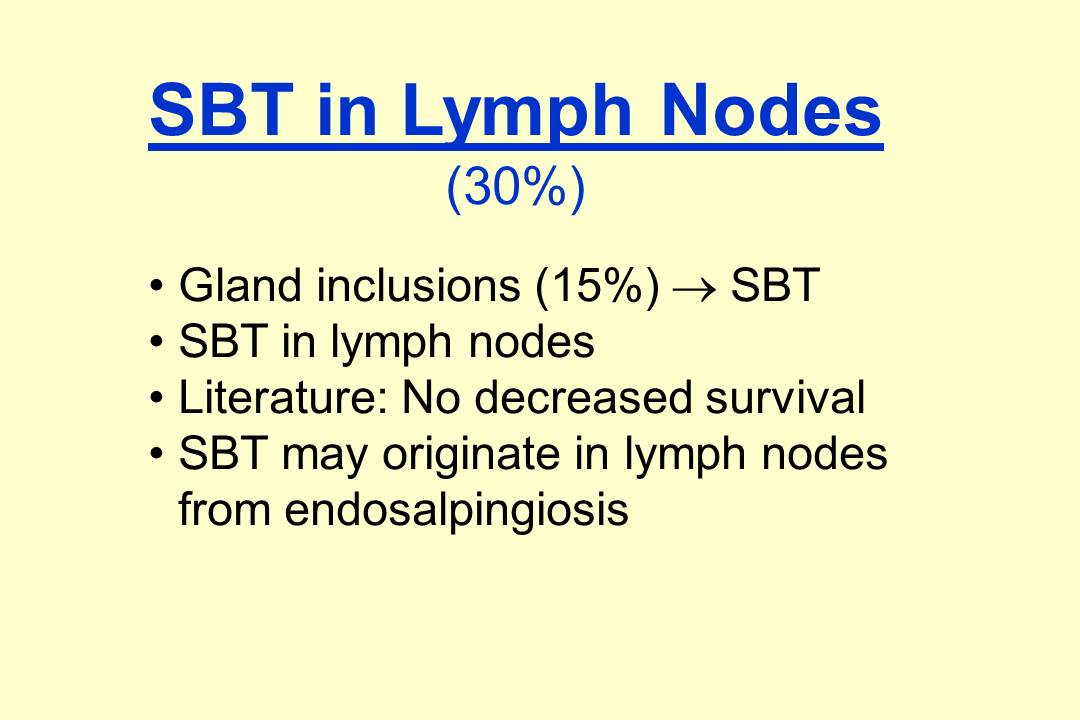 SBT in Lymph Nodes
(30%)
• Gland inclusions (15%) → SBT
• SBT in lymph nodes
• Literature: No decreased survival
• SBT may originate in lymph nodes
from endosalpingiosis